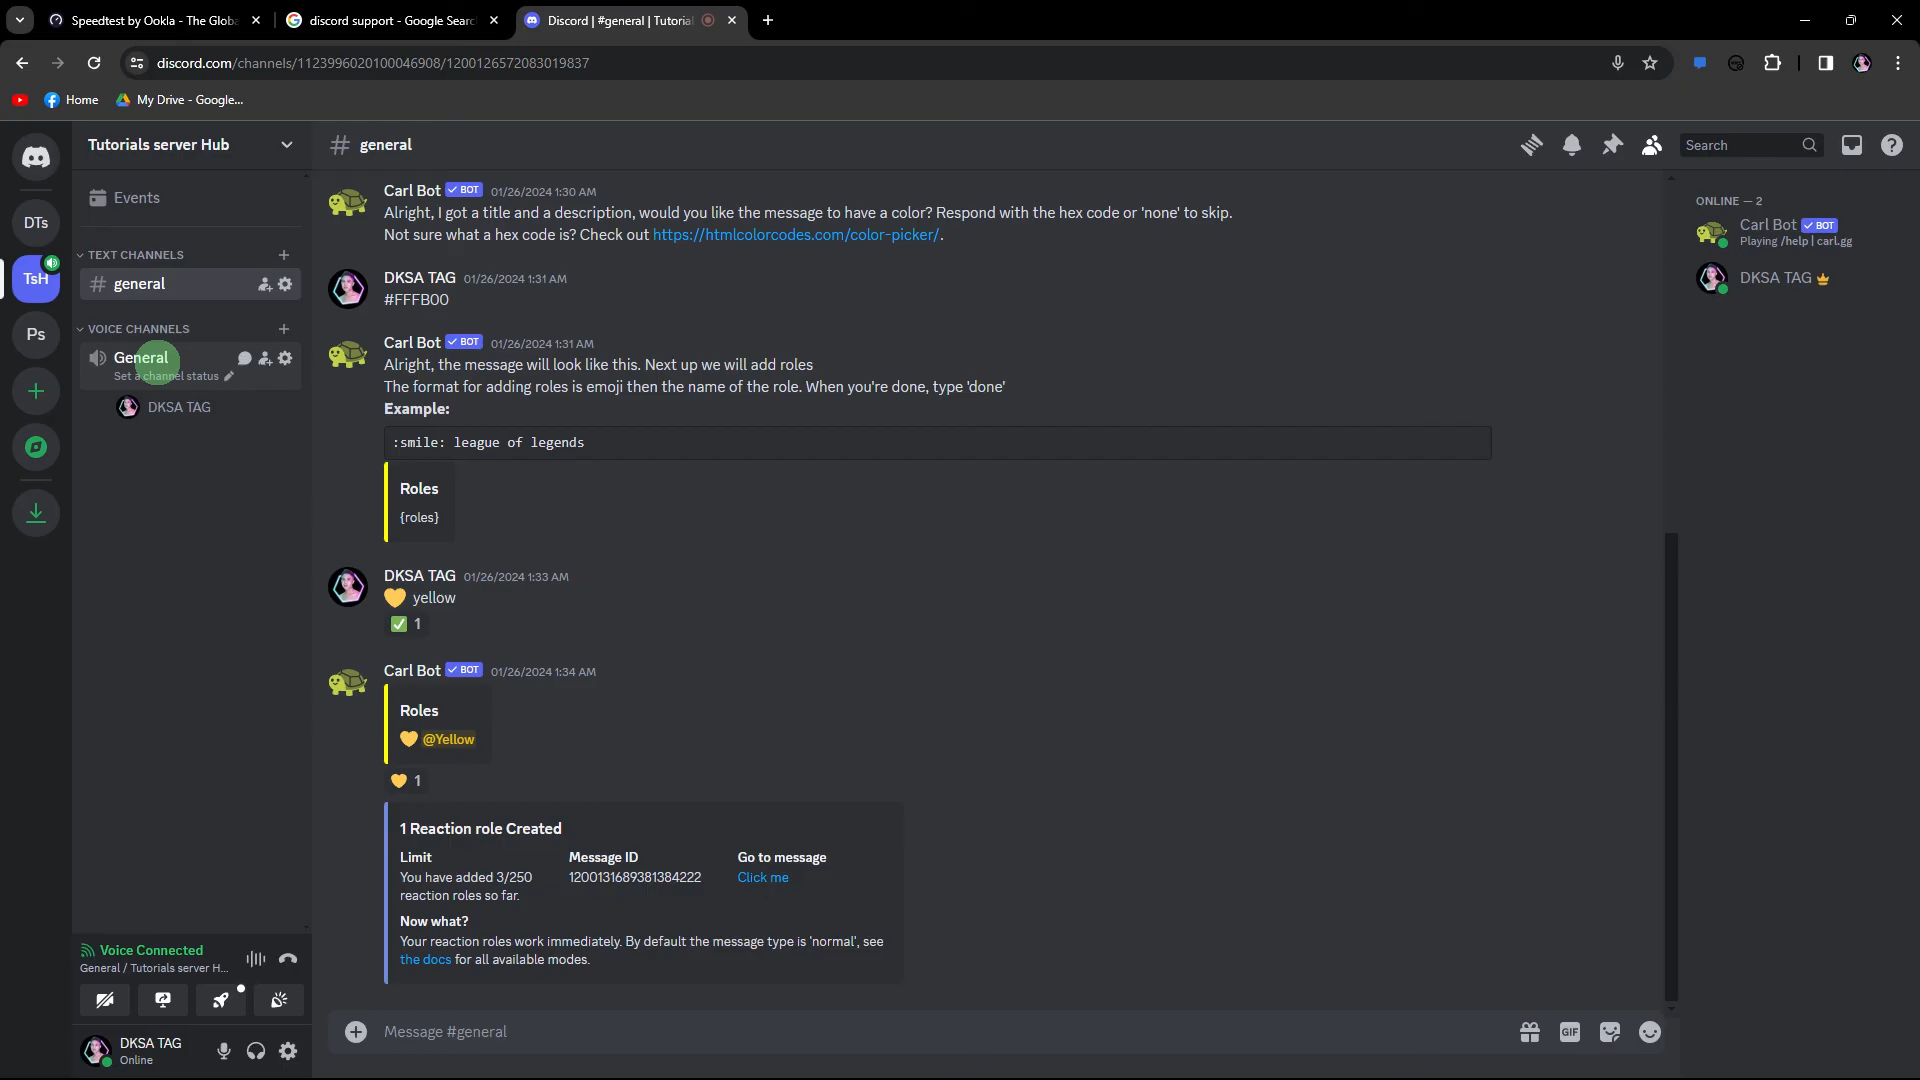 Speedtest by Ookla - The Globa
discord support - Google Searc
Discord | #general | Tutoria
discord.com/channels/1123996020100046908/1200126572083019837
Home
My Drive - Google...
Tutorials server Hub
general
Search
Events
DTs
TEXT CHANNELS
TsH
general
VOICE CHANNELS
Ps
General
Set a channel status
DKSA TAG
Carl Bot BOT 01/26/2024 1:30 AM
Alright, I got a title and a description, would you like the message to have a color? Respond with the hex code or 'none' to skip.
Not sure what a hex code is? Check out https://htmlcolorcodes.com/color-picker/.
DKSA TAG 01/26/2024 1:31 AM
#FFFB00
Carl Bot BOT 01/26/2024 1:31 AM
Alright, the message will look like this. Next up we will add roles
The format for adding roles is emoji then the name of the role. When you're done, type 'done'
Example:
:smile: league of legends
Roles
{roles}
DKSA TAG 01/26/2024 1:33 AM
yellow
1
Carl Bot BOT 01/26/2024 1:34 AM
Roles
@Yellow
1
1 Reaction role Created
Limit Message ID Go to message
You have added 3/250 1200131689381384222 Click me
reaction roles so far.
Now what?
Your reaction roles work immediately. By default the message type is 'normal', see
the docs for all available modes.
Message #general
GIF
ONLINE — 2
Carl Bot BOT
Playing /help | carl.gg
DKSA TAG
Voice Connected
General / Tutorials server H...
DKSA TAG
Online